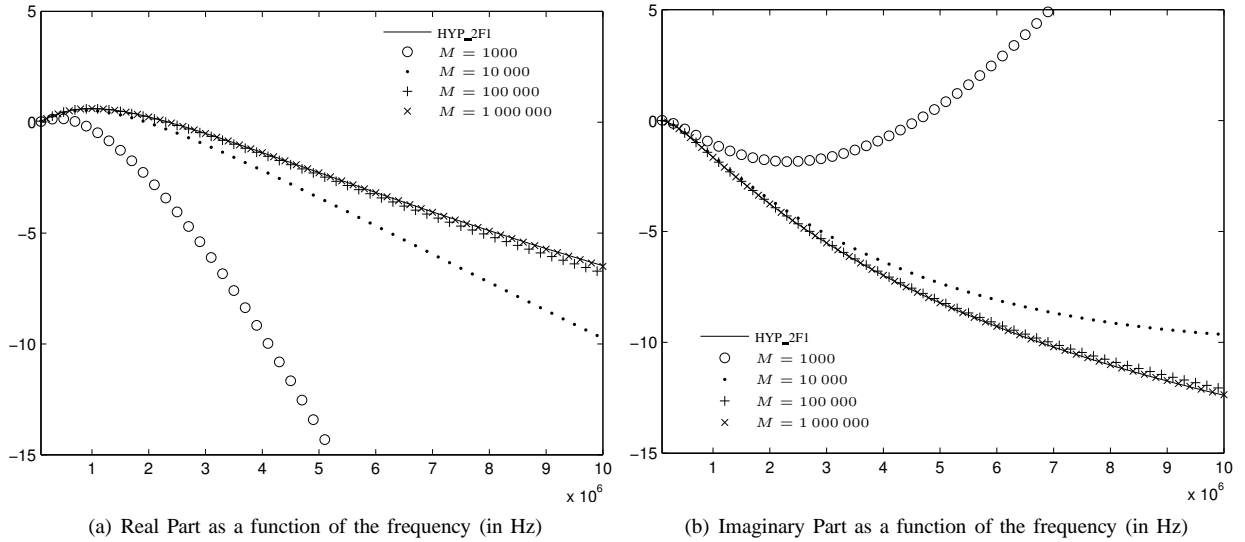 5
0
−5
−10
−15
HYP_2F1
M = 1000
M = 10 000
M = 100 000
M = 1 000 000
1 2 3 4 5 6 7 8 9 10
x 10^6
(a) Real Part as a function of the frequency (in Hz)
5
0
−5
−10
−15
HYP_2F1
M = 1000
M = 10 000
M = 100 000
M = 1 000 000
1 2 3 4 5 6 7 8 9 10
x 10^6
(b) Imaginary Part as a function of the frequency (in Hz)